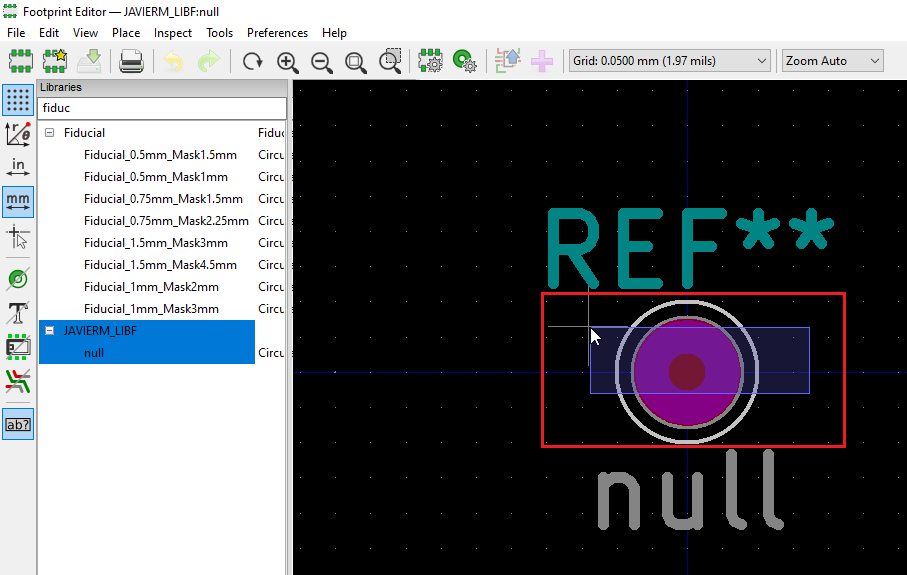 Footprint Editor — JAVIERM_LIBF:null
File Edit View Place Inspect Tools Preferences Help
Grid: 0.0500 mm (1.97 mils) Zoom Auto
Libraries
fiduc
Fiducial Fiduc
Fiducial_0.5mm_Mask1.5mm Circu
Fiducial_0.5mm_Mask1mm Circu
Fiducial_0.75mm_Mask1.5mm Circu
Fiducial_0.75mm_Mask2.25mm Circu
Fiducial_1.5mm_Mask3mm Circu
Fiducial_1.5mm_Mask4.5mm Circu
Fiducial_1mm_Mask2mm Circu
Fiducial_1mm_Mask3mm Circu
JAVIERM_LIBF
null Circu
r θ
in
mm
T
ab?
REF**
null